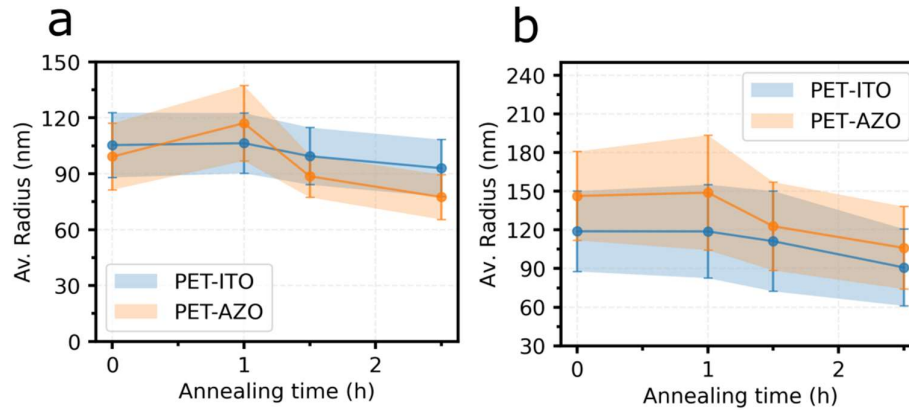 a
150
120
90
60
30
0
Av. Radius (nm)
PET-ITO
PET-AZO
0
1
2
Annealing time (h)
b
240
210
180
150
120
90
60
30
Av. Radius (nm)
PET-ITO
PET-AZO
0
1
2
Annealing time (h)